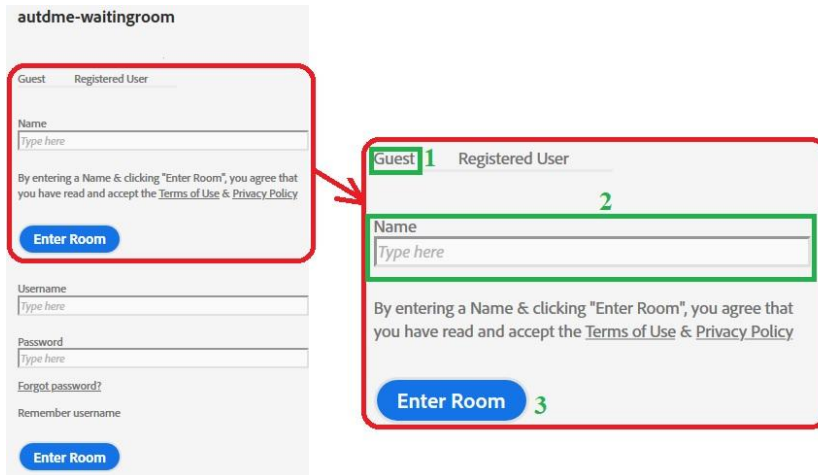 autdme-waitingroom
Guest Registered User
Name
Type here
By entering a Name & clicking "Enter Room", you agree that
you have read and accept the Terms of Use & Privacy Policy
Enter Room
Username
Type here
Password
Type here
Forgot password?
Remember username
Enter Room
Guest 1 Registered User
2
Name
Type here
By entering a Name & clicking "Enter Room", you agree that
you have read and accept the Terms of Use & Privacy Policy
Enter Room 3